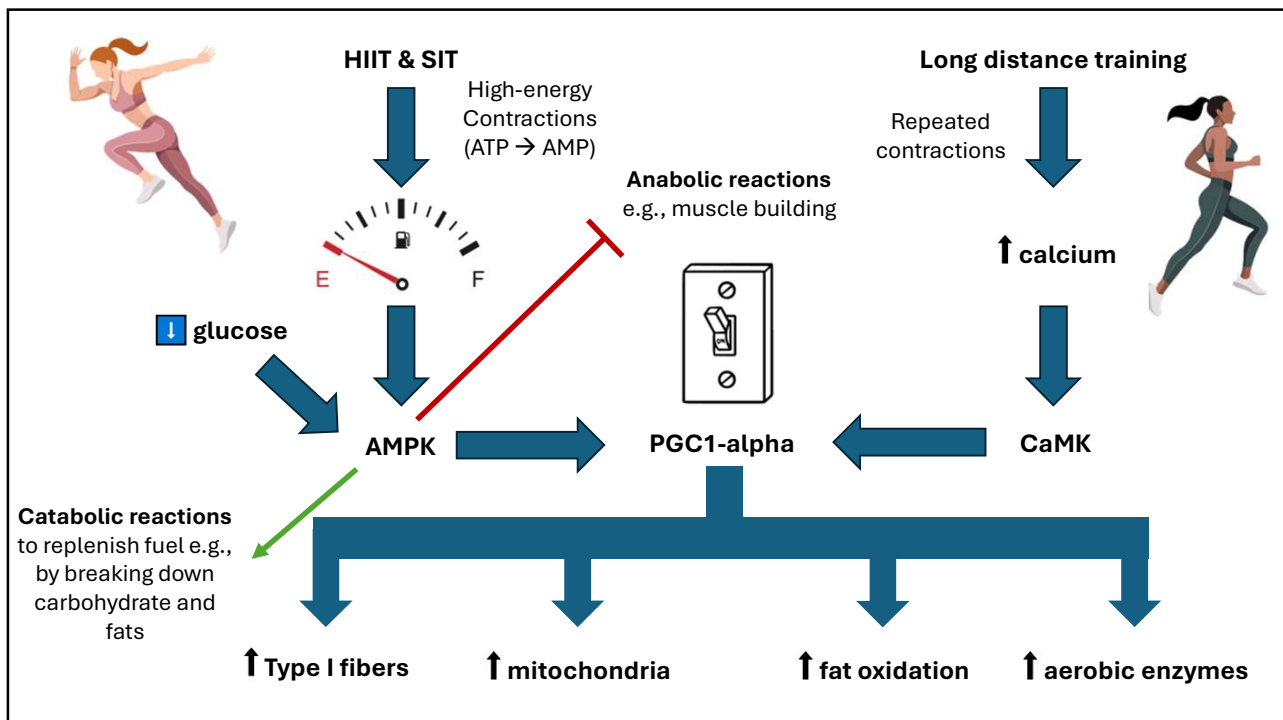 HIIT & SIT
High-energy
Contractions
(ATP → AMP)
Long distance training
Repeated
contractions
Anabolic reactions
e.g., muscle building
E
F
↑ calcium
↓ glucose
ON
AMPK
PGC1-alpha
CaMK
Catabolic reactions
to replenish fuel e.g.,
by breaking down
carbohydrate and
fats
↑ Type I fibers
↑ mitochondria
↑ fat oxidation
↑ aerobic enzymes